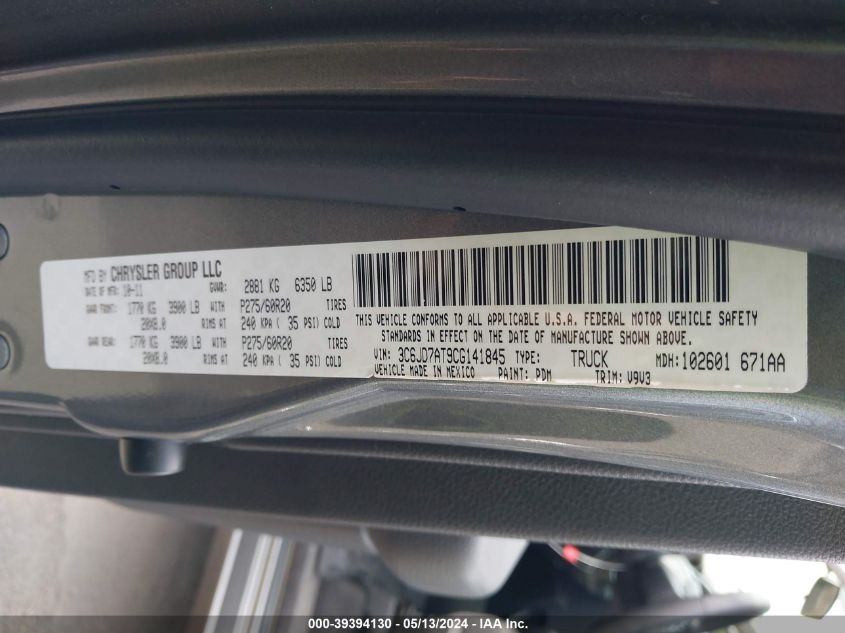 MFD BY CHRYSLER GROUP LLC
DATE OF MFR: 10-11 GVWR: 2881 KG 6350 LB
GAWR FRONT: 1770 KG 3900 LB WITH P275/60R20 TIRES
20X8.0 RIMS AT 240 KPA ( 35 PSI) COLD
GAWR REAR: 1770 KG 3900 LB WITH P275/60R20 TIRES
20X8.0 RIMS AT 240 KPA ( 35 PSI) COLD
THIS VEHICLE CONFORMS TO ALL APPLICABLE U.S.A. FEDERAL MOTOR VEHICLE SAFETY
STANDARDS IN EFFECT ON THE DATE OF MANUFACTURE SHOWN ABOVE.
VIN: 3C6JD7AT9CG141845 TYPE: TRUCK MDH: 102601 671AA
VEHICLE MADE IN MEXICO PAINT: PDM TRIM: V9V3
000-39394130 - 05/13/2024 - IAA Inc.